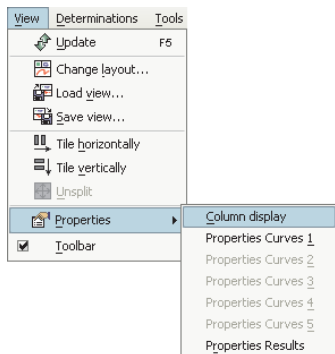 View Determinations Tools
Update F5
Change layout...
Load view...
Save view...
Tile horizontally
Tile vertically
Unsplit
Properties
Toolbar
Column display
Properties Curves 1
Properties Curves 2
Properties Curves 3
Properties Curves 4
Properties Curves 5
Properties Results